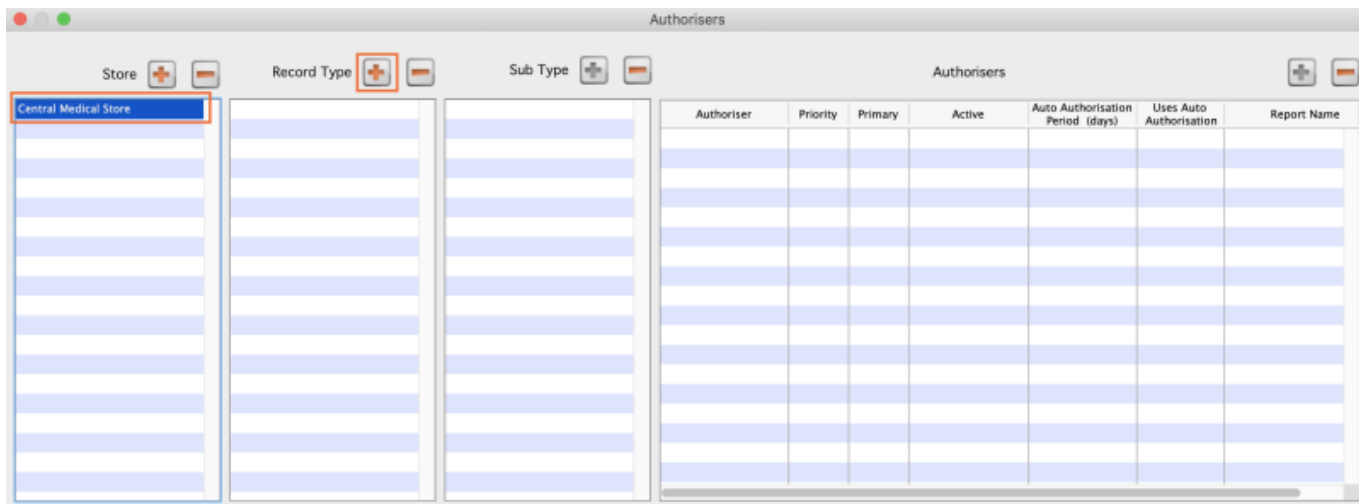 Authorisers
Store
Record Type
Sub Type
Authorisers
Central Medical Store
Authoriser
Priority
Primary
Active
Auto Authorisation
Period (days)
Uses Auto
Authorisation
Report Name